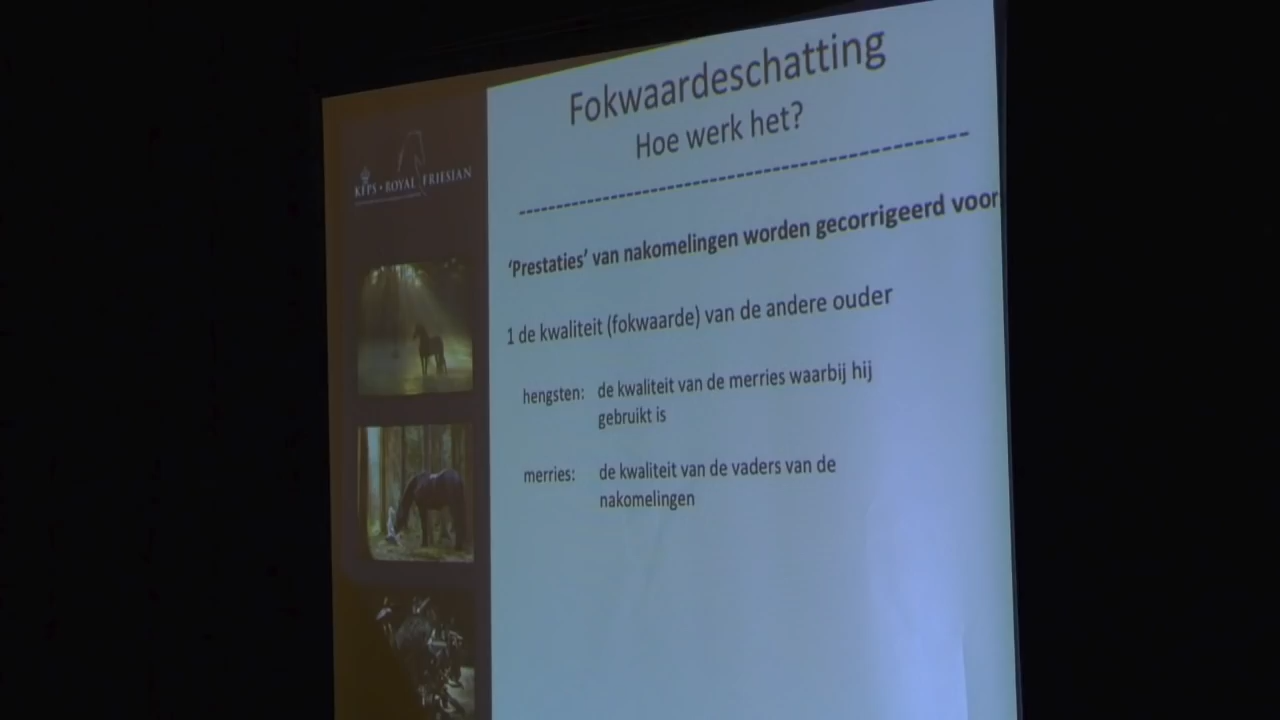 KFPS • ROYAL FRIESIAN
Fokwaardeschatting
Hoe werk het?
‘Prestaties’ van nakomelingen worden gecorrigeerd voor
1 de kwaliteit (fokwaarde) van de andere ouder
hengsten: de kwaliteit van de merries waarbij hij
gebruikt is
merries: de kwaliteit van de vaders van de
nakomelingen